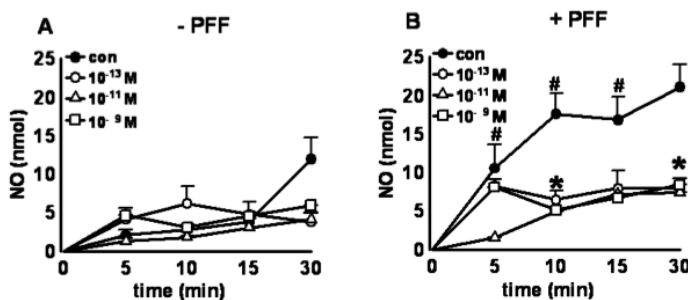 A
- PFF
con
10⁻¹³ M
10⁻¹¹ M
10⁻⁹ M
NO (nmol)
25
20
15
10
5
0
0 5 10 15 30
time (min)
B
+ PFF
con
10⁻¹³ M
10⁻¹¹ M
10⁻⁹ M
NO (nmol)
25
20
15
10
5
0
#
#
#
*
*
0 5 10 15 30
time (min)